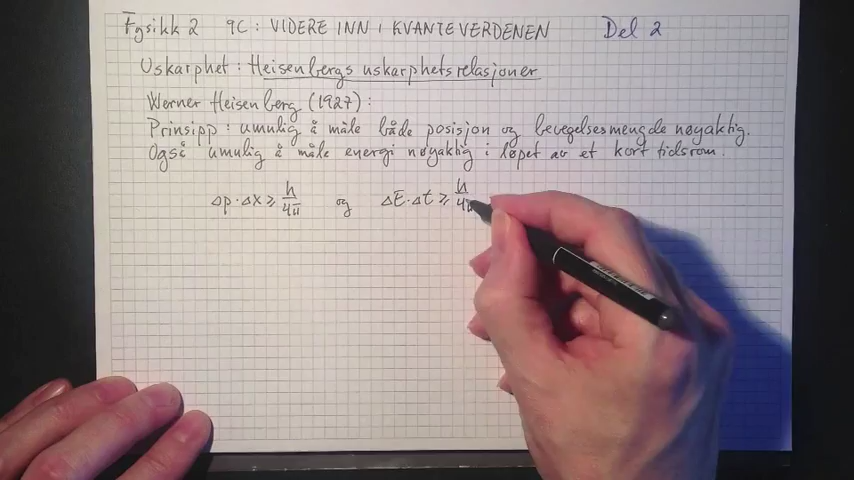 Fysikk 2 9C: VIDERE INN I KVANTEVERDENEN Del 2
Uskarphet: Heisenbergs uskarphetsrelasjoner
Werner Heisenberg (1927):
Prinsipp: umulig å måle både posisjon og bevegelsesmengde nøyaktig.
Også umulig å måle energi nøyaktig i løpet av et kort tidsrom.
Δp·Δx ≥ h/4π og ΔE·Δt ≥ h/4π